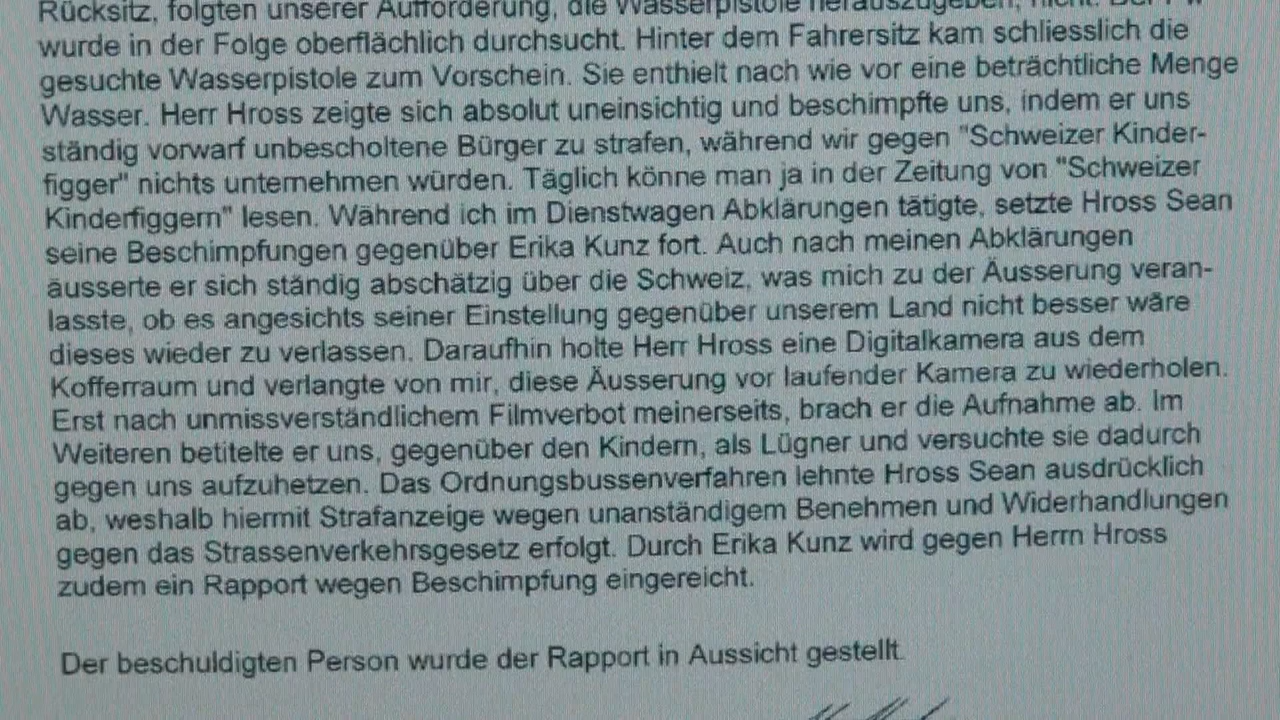 Rücksitz, folgten unserer Aufforderung, die Wasserpistole herauszugeben, nicht. Der PW
wurde in der Folge oberflächlich durchsucht. Hinter dem Fahrersitz kam schliesslich die
gesuchte Wasserpistole zum Vorschein. Sie enthielt nach wie vor eine beträchtliche Menge
Wasser. Herr Hross zeigte sich absolut uneinsichtig und beschimpfte uns, indem er uns
ständig vorwarf unbescholtene Bürger zu strafen, während wir gegen "Schweizer Kinder-
figger" nichts unternehmen würden. Täglich könne man ja in der Zeitung von "Schweizer
Kinderfiggern" lesen. Während ich im Dienstwagen Abklärungen tätigte, setzte Hross Sean
seine Beschimpfungen gegenüber Erika Kunz fort. Auch nach meinen Abklärungen
äusserte er sich ständig abschätzig über die Schweiz, was mich zu der Äusserung veran-
lasste, ob es angesichts seiner Einstellung gegenüber unserem Land nicht besser wäre
dieses wieder zu verlassen. Daraufhin holte Herr Hross eine Digitalkamera aus dem
Kofferraum und verlangte von mir, diese Äusserung vor laufender Kamera zu wiederholen.
Erst nach unmissverständlichem Filmverbot meinerseits, brach er die Aufnahme ab. Im
Weiteren betitelte er uns, gegenüber den Kindern, als Lügner und versuchte sie dadurch
gegen uns aufzuhetzen. Das Ordnungsbussenverfahren lehnte Hross Sean ausdrücklich
ab, weshalb hiermit Strafanzeige wegen unanständigem Benehmen und Widerhandlungen
gegen das Strassenverkehrsgesetz erfolgt. Durch Erika Kunz wird gegen Herrn Hross
zudem ein Rapport wegen Beschimpfung eingereicht.
Der beschuldigten Person wurde der Rapport in Aussicht gestellt.